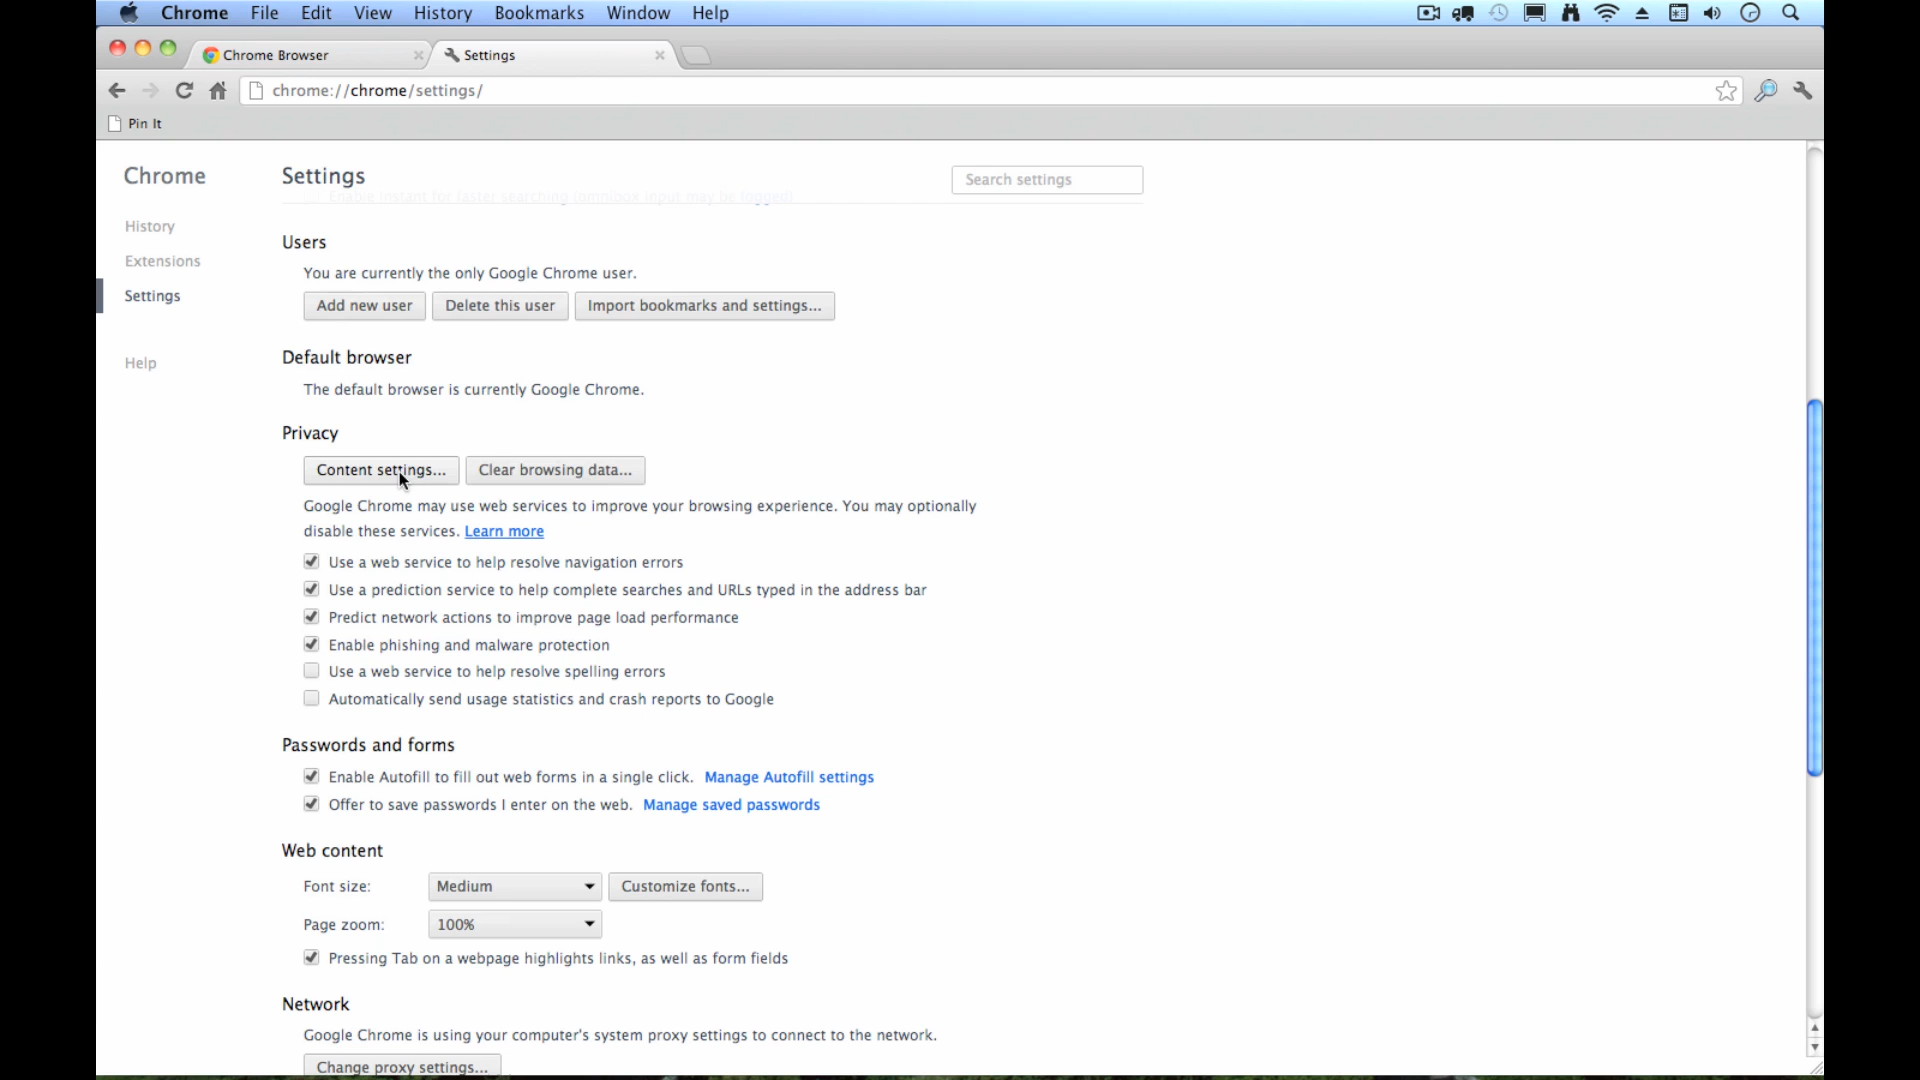 Chrome File Edit View History Bookmarks Window Help
Chrome Browser
Settings
chrome://chrome/settings/
Pin It
Chrome
Settings
Search settings
Enable Instant for faster searching (omnibox input may be logged).
History
Extensions
Settings
Help
Users
You are currently the only Google Chrome user.
Add new user Delete this user Import bookmarks and settings...
Default browser
The default browser is currently Google Chrome.
Privacy
Content settings... Clear browsing data...
Google Chrome may use web services to improve your browsing experience. You may optionally
disable these services. Learn more
Use a web service to help resolve navigation errors
Use a prediction service to help complete searches and URLs typed in the address bar
Predict network actions to improve page load performance
Enable phishing and malware protection
Use a web service to help resolve spelling errors
Automatically send usage statistics and crash reports to Google
Passwords and forms
Enable Autofill to fill out web forms in a single click. Manage Autofill settings
Offer to save passwords I enter on the web. Manage saved passwords
Web content
Font size: Medium Customize fonts...
Page zoom: 100%
Pressing Tab on a webpage highlights links, as well as form fields
Network
Google Chrome is using your computer's system proxy settings to connect to the network.
Change proxy settings...